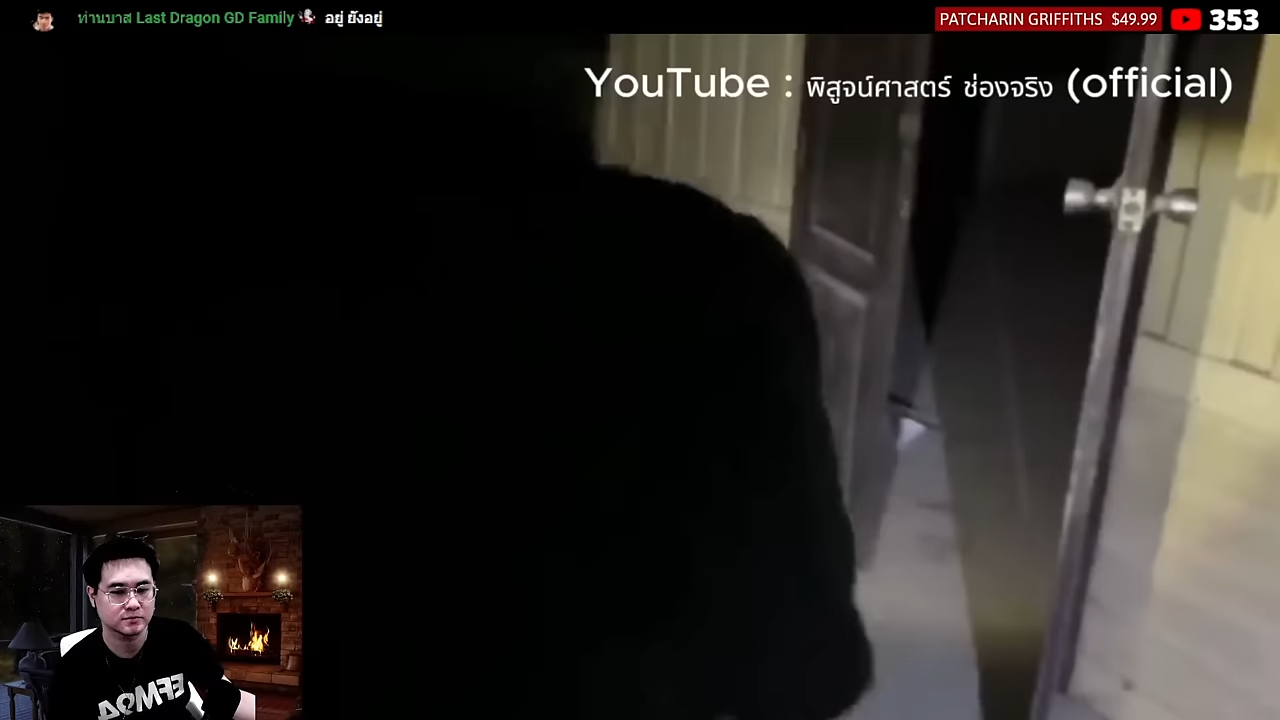 ท่านบาส Last Dragon GD Family อยู่ ยังอยู่
PATCHARIN GRIFFITHS $49.99
353
YouTube : พิสูจน์ศาสตร์ ช่องจริง (official)
EFM94